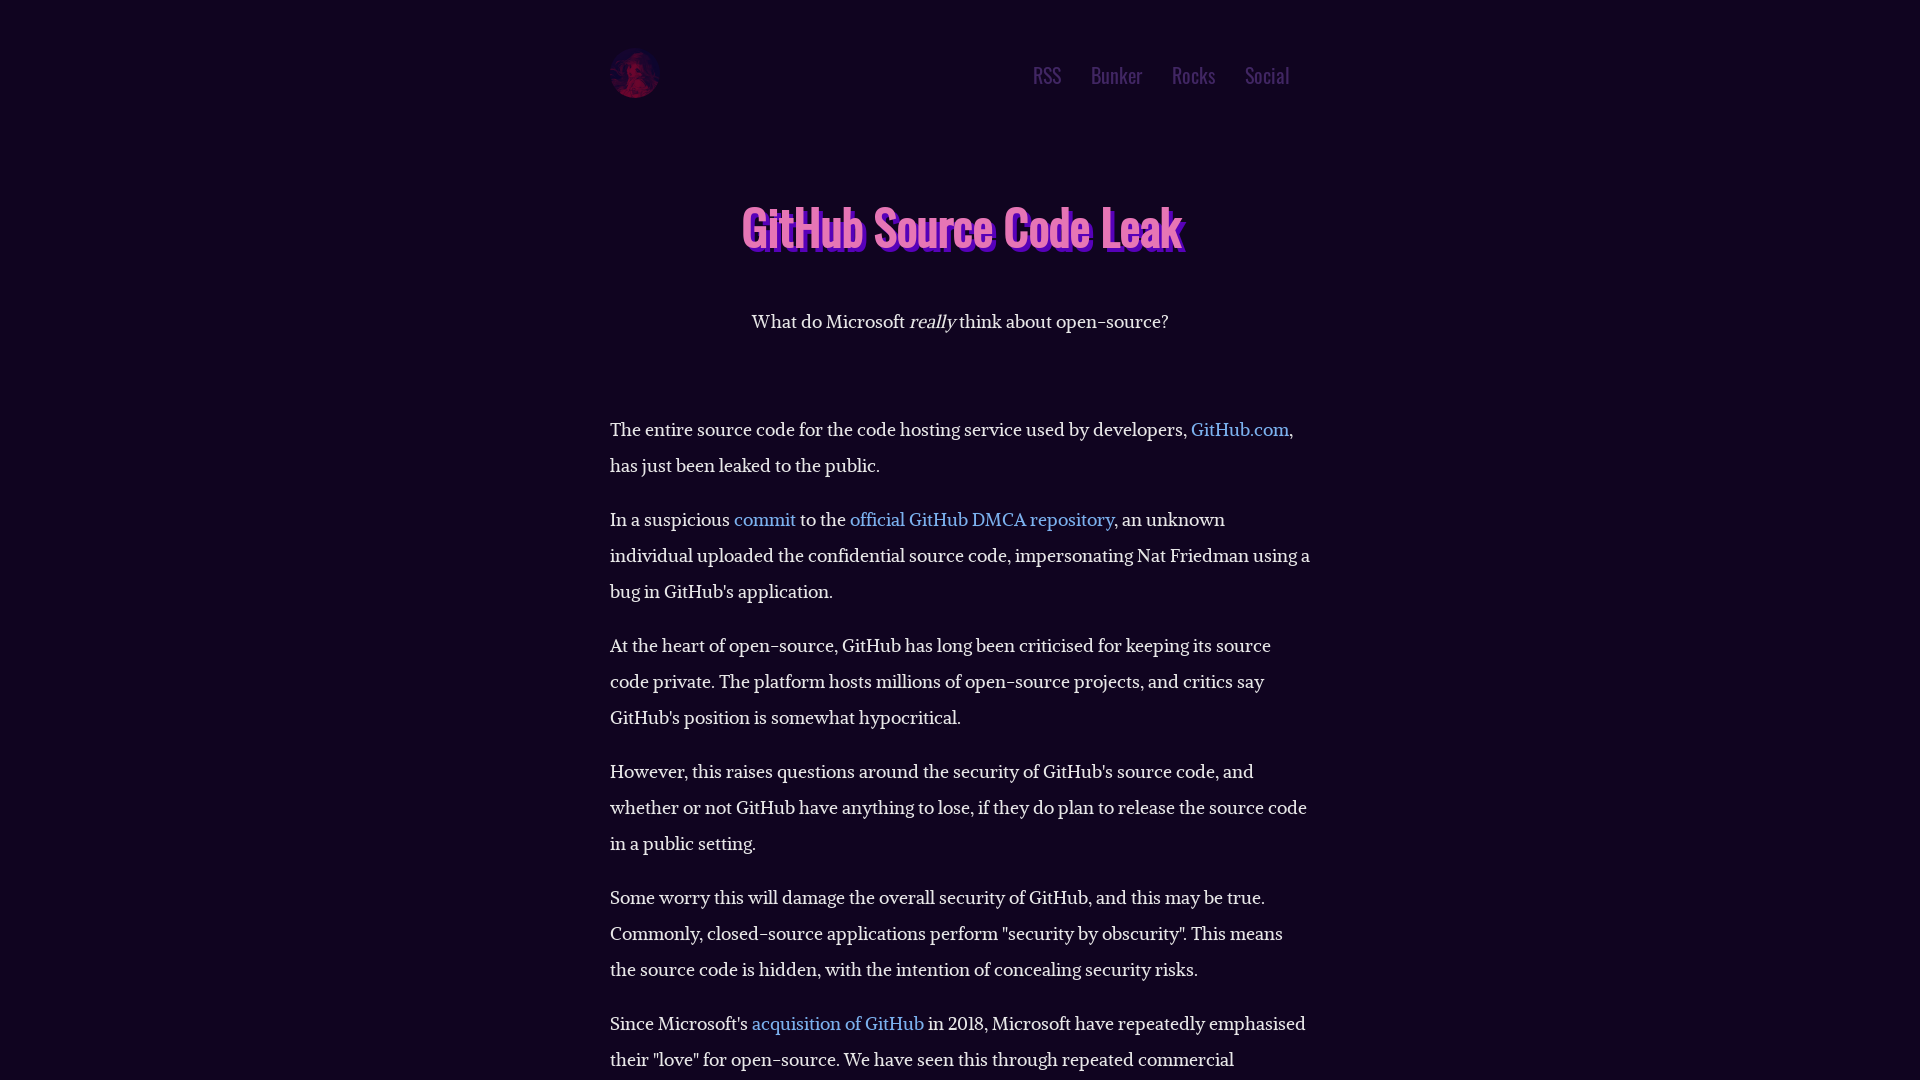 RSS Bunker Rocks Social
GitHub Source Code Leak
What do Microsoft really think about open-source?
The entire source code for the code hosting service used by developers, GitHub.com,
has just been leaked to the public.
In a suspicious commit to the official GitHub DMCA repository, an unknown
individual uploaded the confidential source code, impersonating Nat Friedman using a
bug in GitHub's application.
At the heart of open-source, GitHub has long been criticised for keeping its source
code private. The platform hosts millions of open-source projects, and critics say
GitHub's position is somewhat hypocritical.
However, this raises questions around the security of GitHub's source code, and
whether or not GitHub have anything to lose, if they do plan to release the source code
in a public setting.
Some worry this will damage the overall security of GitHub, and this may be true.
Commonly, closed-source applications perform "security by obscurity". This means
the source code is hidden, with the intention of concealing security risks.
Since Microsoft's acquisition of GitHub in 2018, Microsoft have repeatedly emphasised
their "love" for open-source. We have seen this through repeated commercial